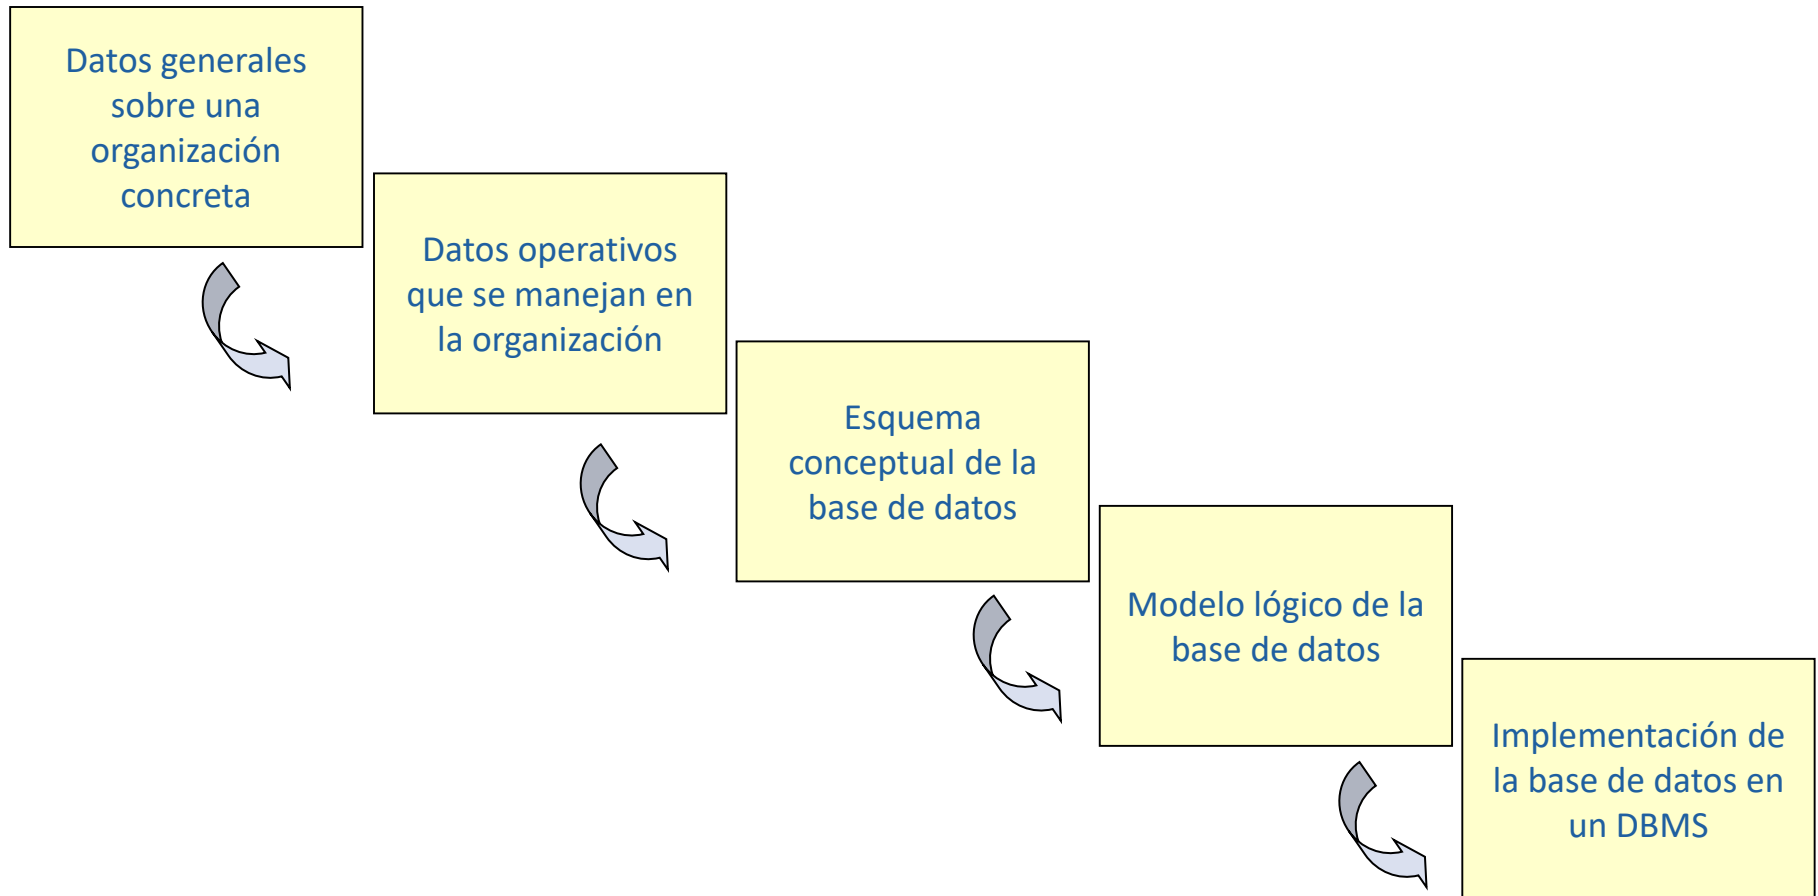 Datos generales
sobre una
organización
concreta
Datos operativos
que se manejan en
la organización
Esquema
conceptual de la
base de datos
Modelo lógico de la
base de datos
Implementación de
la base de datos en
un DBMS